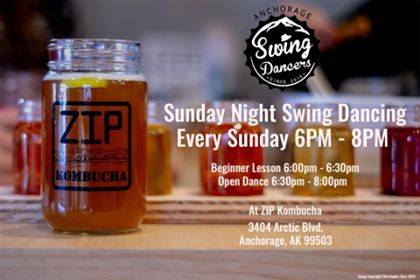 ANCHORAGE
Swing
Dancers
Sunday Night Swing Dancing
Every Sunday 6PM - 8PM
ZIP
KOMBUCHA
Beginner Lesson 6:00pm - 6:30pm
Open Dance 6:30pm - 8:00pm
At ZIP Kombucha
3404 Arctic Blvd.
Anchorage, AK 99503